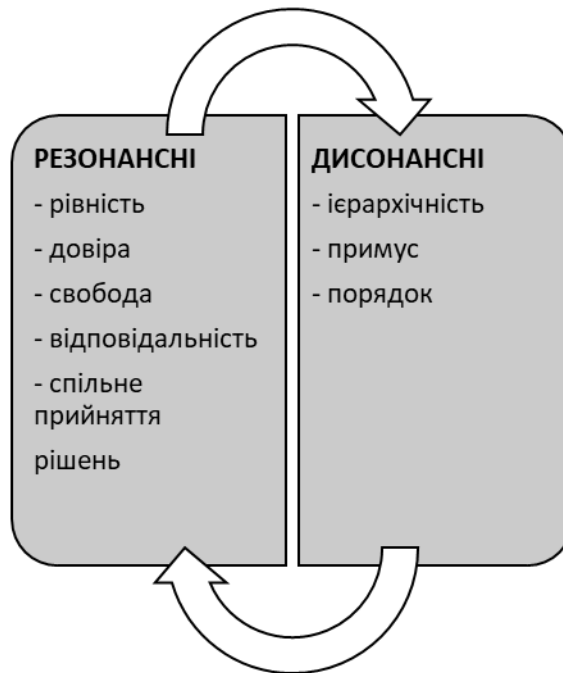 РЕЗОНАНСНІ
- рівність
- довіра
- свобода
- відповідальність
- спільне
прийняття
рішень
ДИСОНАНСНІ
- ієрархічність
- примус
- порядок